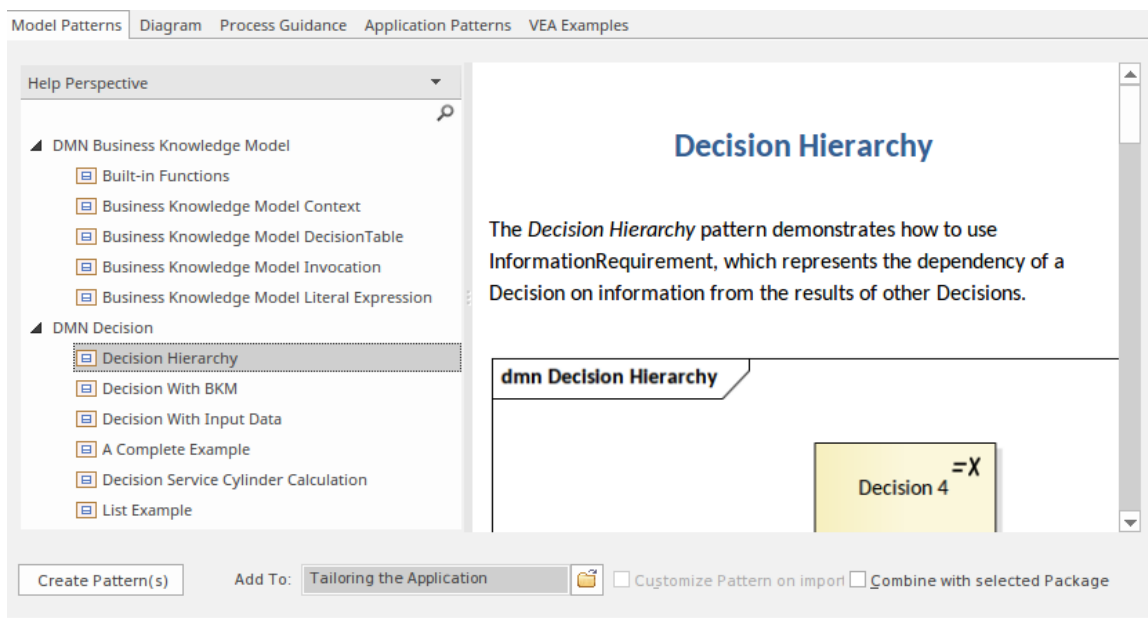 Model Patterns Diagram Process Guidance Application Patterns VEA Examples
Help Perspective
DMN Business Knowledge Model
Built-in Functions
Business Knowledge Model Context
Business Knowledge Model DecisionTable
Business Knowledge Model Invocation
Business Knowledge Model Literal Expression
DMN Decision
Decision Hierarchy
Decision With BKM
Decision With Input Data
A Complete Example
Decision Service Cylinder Calculation
List Example
Decision Hierarchy
The Decision Hierarchy pattern demonstrates how to use
InformationRequirement, which represents the dependency of a
Decision on information from the results of other Decisions.
dmn Decision Hierarchy
=X
Decision 4
Create Pattern(s) Add To: Tailoring the Application Customize Pattern on import Combine with selected Package